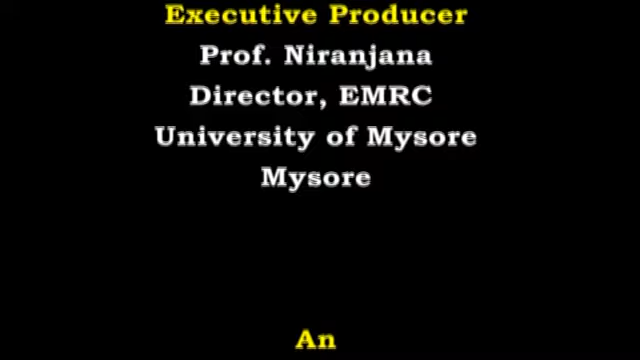 Executive Producer
Prof. Niranjana
Director, EMRC
University of Mysore
Mysore
An